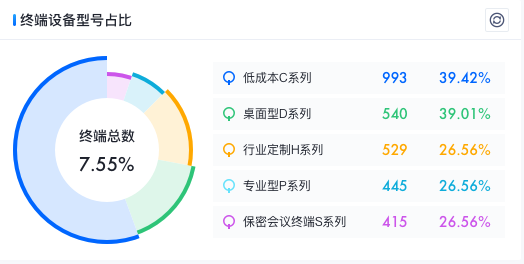 终端设备型号占比
终端总数
7.55%
低成本C系列 993 39.42%
桌面型D系列 540 39.01%
行业定制H系列 529 26.56%
专业型P系列 445 26.56%
保密会议终端S系列 415 26.56%